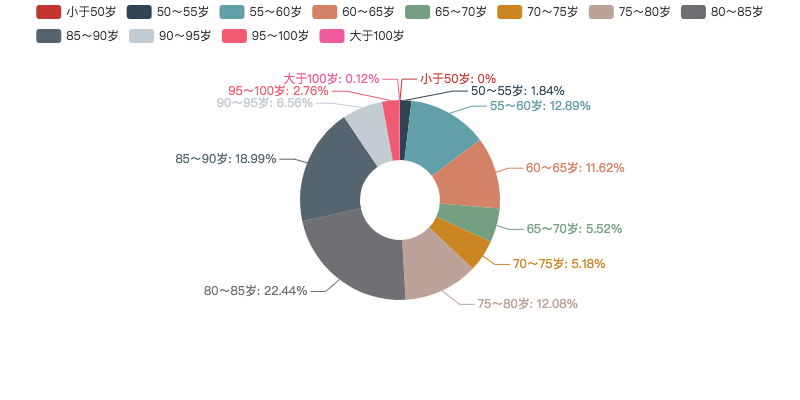 小于50岁 50～55岁 55～60岁 60～65岁 65～70岁 70～75岁 75～80岁 80～85岁
85～90岁 90～95岁 95～100岁 大于100岁
大于100岁: 0.12% 小于50岁: 0%
95～100岁: 2.76% 50～55岁: 1.84%
90～95岁: 6.56% 55～60岁: 12.89%
85～90岁: 18.99%
60～65岁: 11.62%
65～70岁: 5.52%
70～75岁: 5.18%
80～85岁: 22.44%
75～80岁: 12.08%